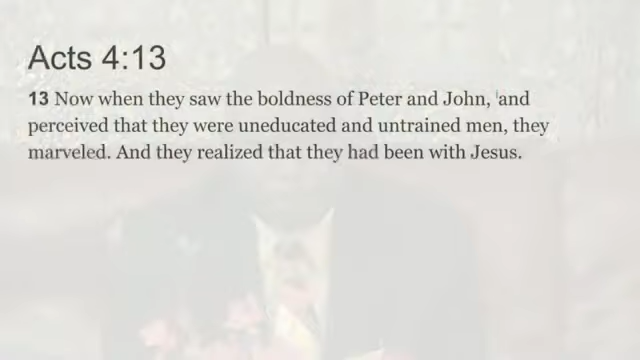 Acts 4:13
13 Now when they saw the boldness of Peter and John, and
perceived that they were uneducated and untrained men, they
marveled. And they realized that they had been with Jesus.